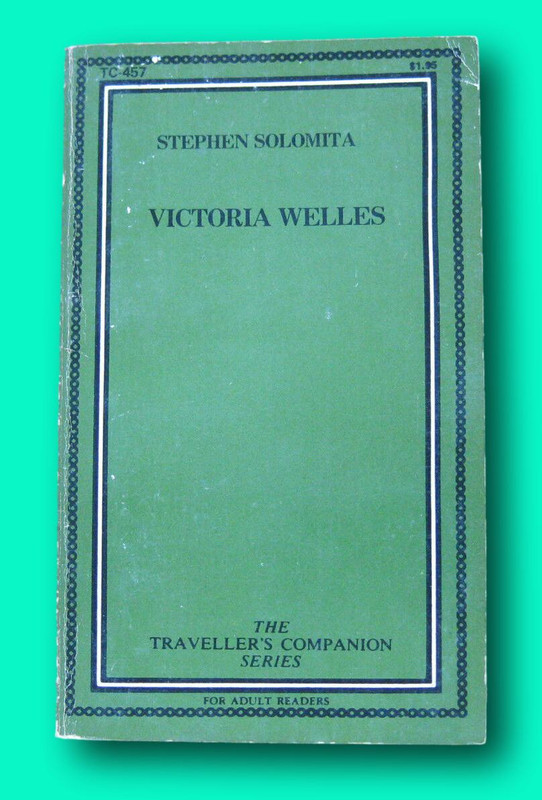 TC-457 $1.95
STEPHEN SOLOMITA
VICTORIA WELLES
THE
TRAVELLER'S COMPANION
SERIES
FOR ADULT READERS